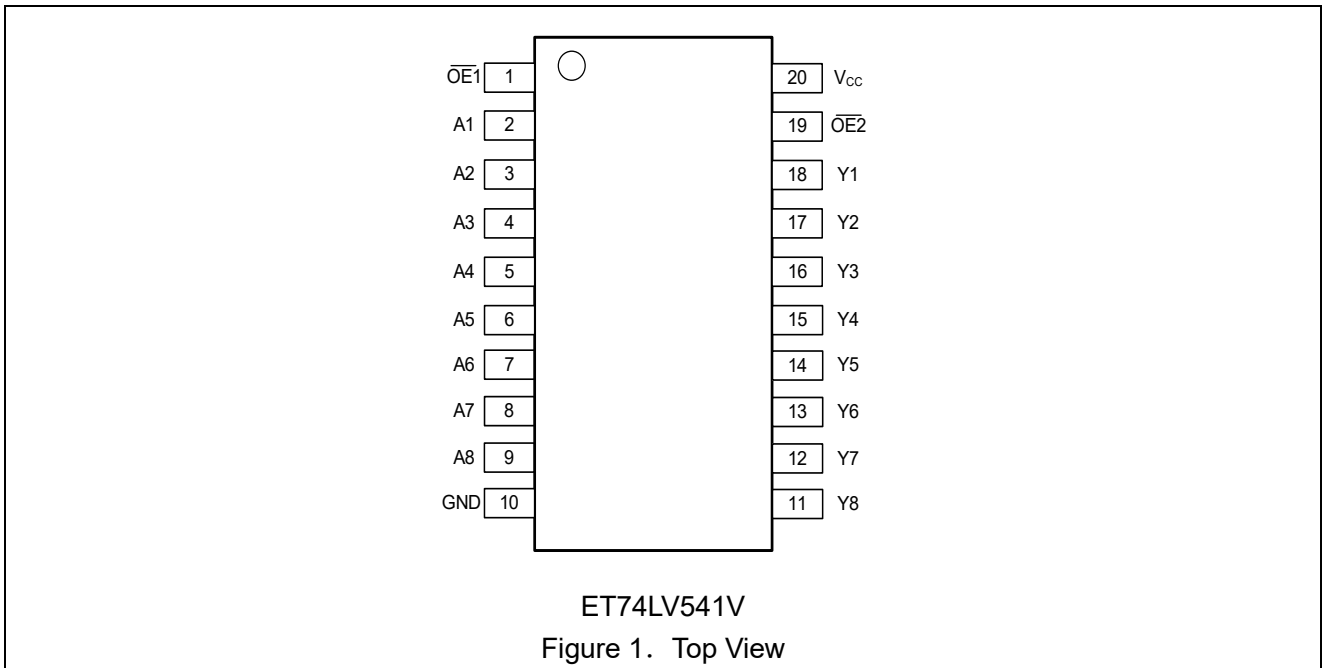 O̅E̅1 1 20 VCC
A1 2 19 O̅E̅2
A2 3 18 Y1
A3 4 17 Y2
A4 5 16 Y3
A5 6 15 Y4
A6 7 14 Y5
A7 8 13 Y6
A8 9 12 Y7
GND 10 11 Y8
ET74LV541V
Figure 1. Top View